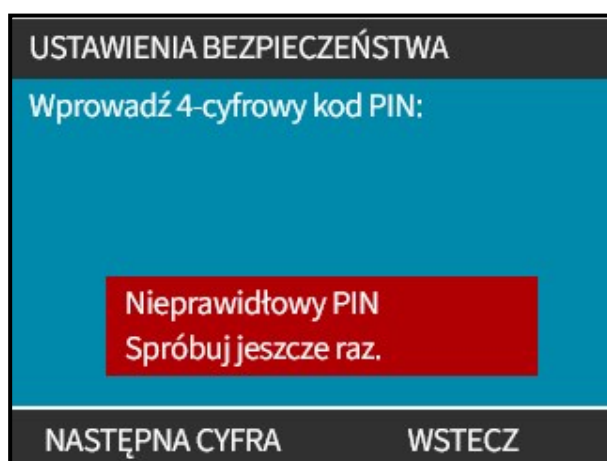 USTAWIENIA BEZPIECZEŃSTWA
Wprowadź 4-cyfrowy kod PIN:
Nieprawidłowy PIN
Spróbuj jeszcze raz.
NASTĘPNA CYFRA WSTECZ